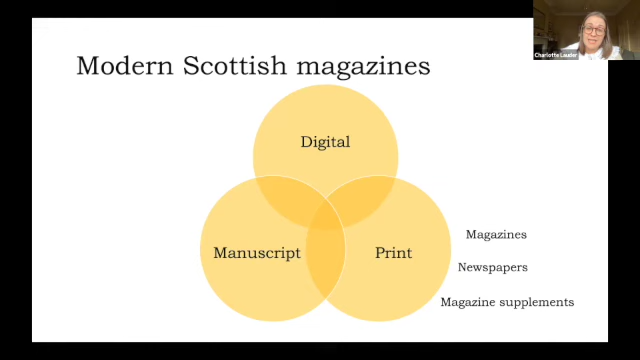 Modern Scottish magazines
Charlotte Lauder
Digital
Manuscript
Print
Magazines
Newspapers
Magazine supplements